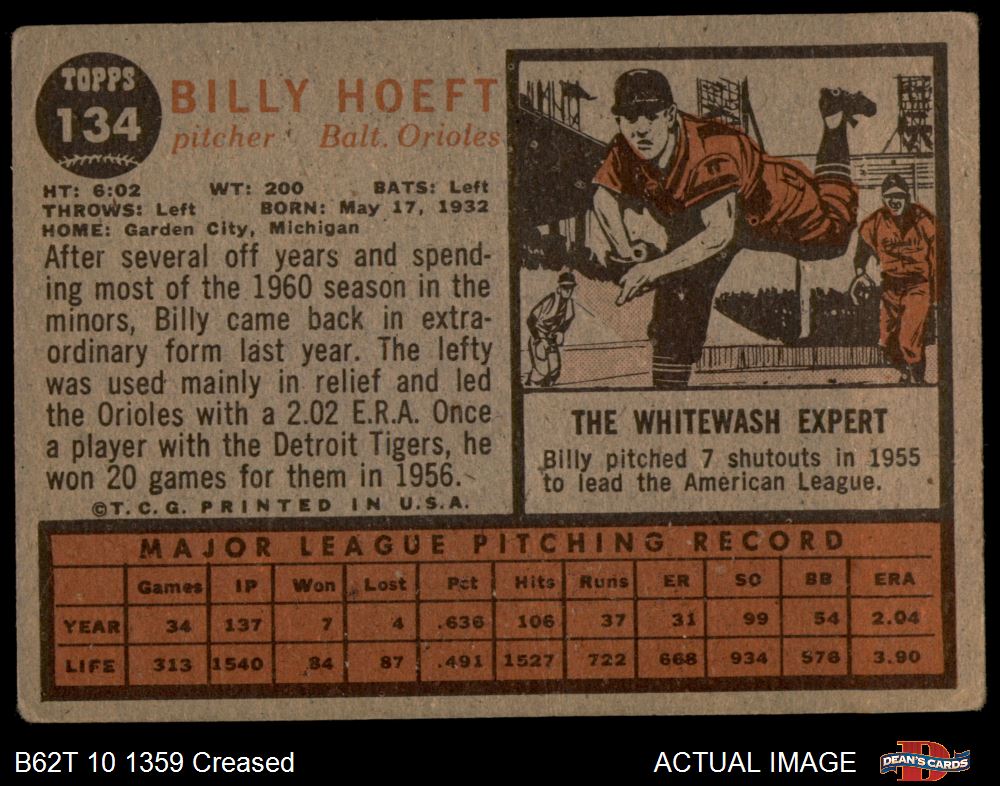 TOPPS
134
BILLY HOEFT
pitcher Balt. Orioles
HT: 6:02 WT: 200 BATS: Left
THROWS: Left BORN: May 17, 1932
HOME: Garden City, Michigan
After several off years and spend-
ing most of the 1960 season in the
minors, Billy came back in extra-
ordinary form last year. The lefty
was used mainly in relief and led
the Orioles with a 2.02 E.R.A. Once
a player with the Detroit Tigers, he
won 20 games for them in 1956.
©T.C.G. PRINTED IN U.S.A.
THE WHITEWASH EXPERT
Billy pitched 7 shutouts in 1955
to lead the American League.
MAJOR LEAGUE PITCHING RECORD
Games IP Won Lost Pct Hits Runs ER SO BB ERA
YEAR 34 137 7 4 .636 106 37 31 99 54 2.04
LIFE 313 1540 84 87 .491 1527 722 668 934 576 3.90
B62T 10 1359 Creased
ACTUAL IMAGE
D
DEAN'S CARDS